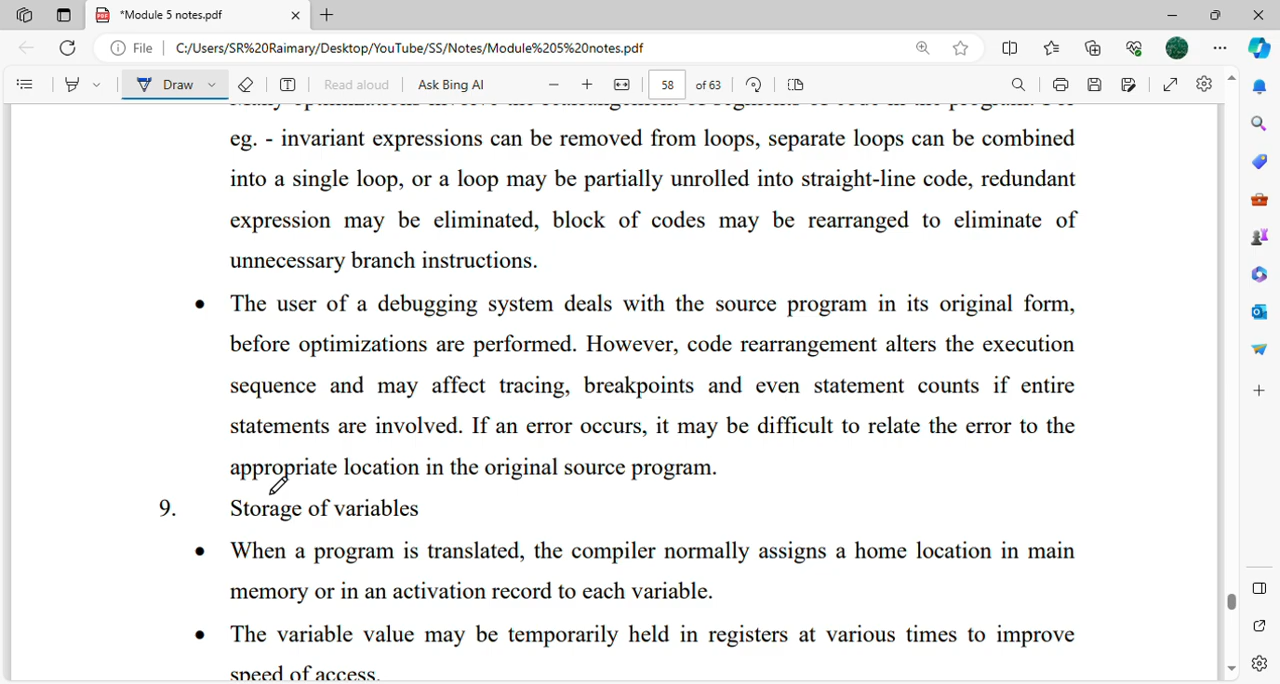 *Module 5 notes.pdf
File
C:/Users/SR%20Raimary/Desktop/YouTube/SS/Notes/Module%205%20notes.pdf
Draw
Read aloud
Ask Bing AI
58
of 63
eg. - invariant expressions can be removed from loops, separate loops can be combined
into a single loop, or a loop may be partially unrolled into straight-line code, redundant
expression may be eliminated, block of codes may be rearranged to eliminate of
unnecessary branch instructions.
• The user of a debugging system deals with the source program in its original form,
before optimizations are performed. However, code rearrangement alters the execution
sequence and may affect tracing, breakpoints and even statement counts if entire
statements are involved. If an error occurs, it may be difficult to relate the error to the
appropriate location in the original source program.
9. Storage of variables
• When a program is translated, the compiler normally assigns a home location in main
memory or in an activation record to each variable.
• The variable value may be temporarily held in registers at various times to improve
speed of access.